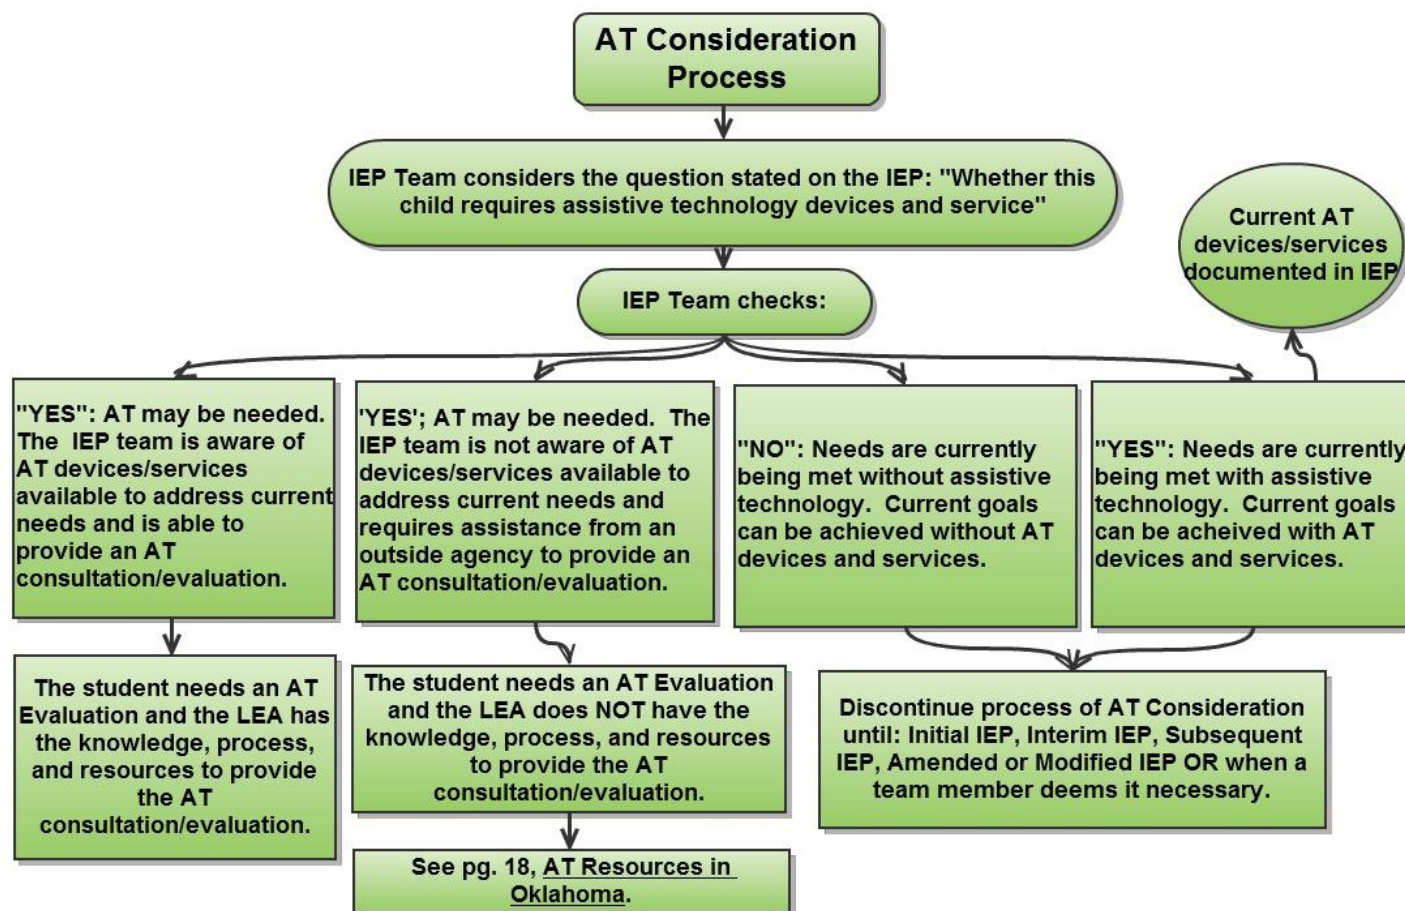 AT Consideration
Process
IEP Team considers the question stated on the IEP: "Whether this
child requires assistive technology devices and service"
Current AT
devices/services
documented in IEP
IEP Team checks:
"YES": AT may be needed.
The IEP team is aware of
AT devices/services
available to address current
needs and is able to
provide an AT
consultation/evaluation.
'YES'; AT may be needed. The
IEP team is not aware of AT
devices/services available to
address current needs and
requires assistance from an
outside agency to provide an
AT consultation/evaluation.
"NO": Needs are currently
being met without assistive
technology. Current goals
can be achieved without AT
devices and services.
"YES": Needs are currently
being met with assistive
technology. Current goals
can be acheived with AT
devices and services.
The student needs an AT
Evaluation and the LEA has
the knowledge, process,
and resources to provide
the AT
consultation/evaluation.
The student needs an AT Evaluation
and the LEA does NOT have the
knowledge, process, and resources
to provide the AT
consultation/evaluation.
Discontinue process of AT Consideration
until: Initial IEP, Interim IEP, Subsequent
IEP, Amended or Modified IEP OR when a
team member deems it necessary.
See pg. 18, AT Resources in
Oklahoma.